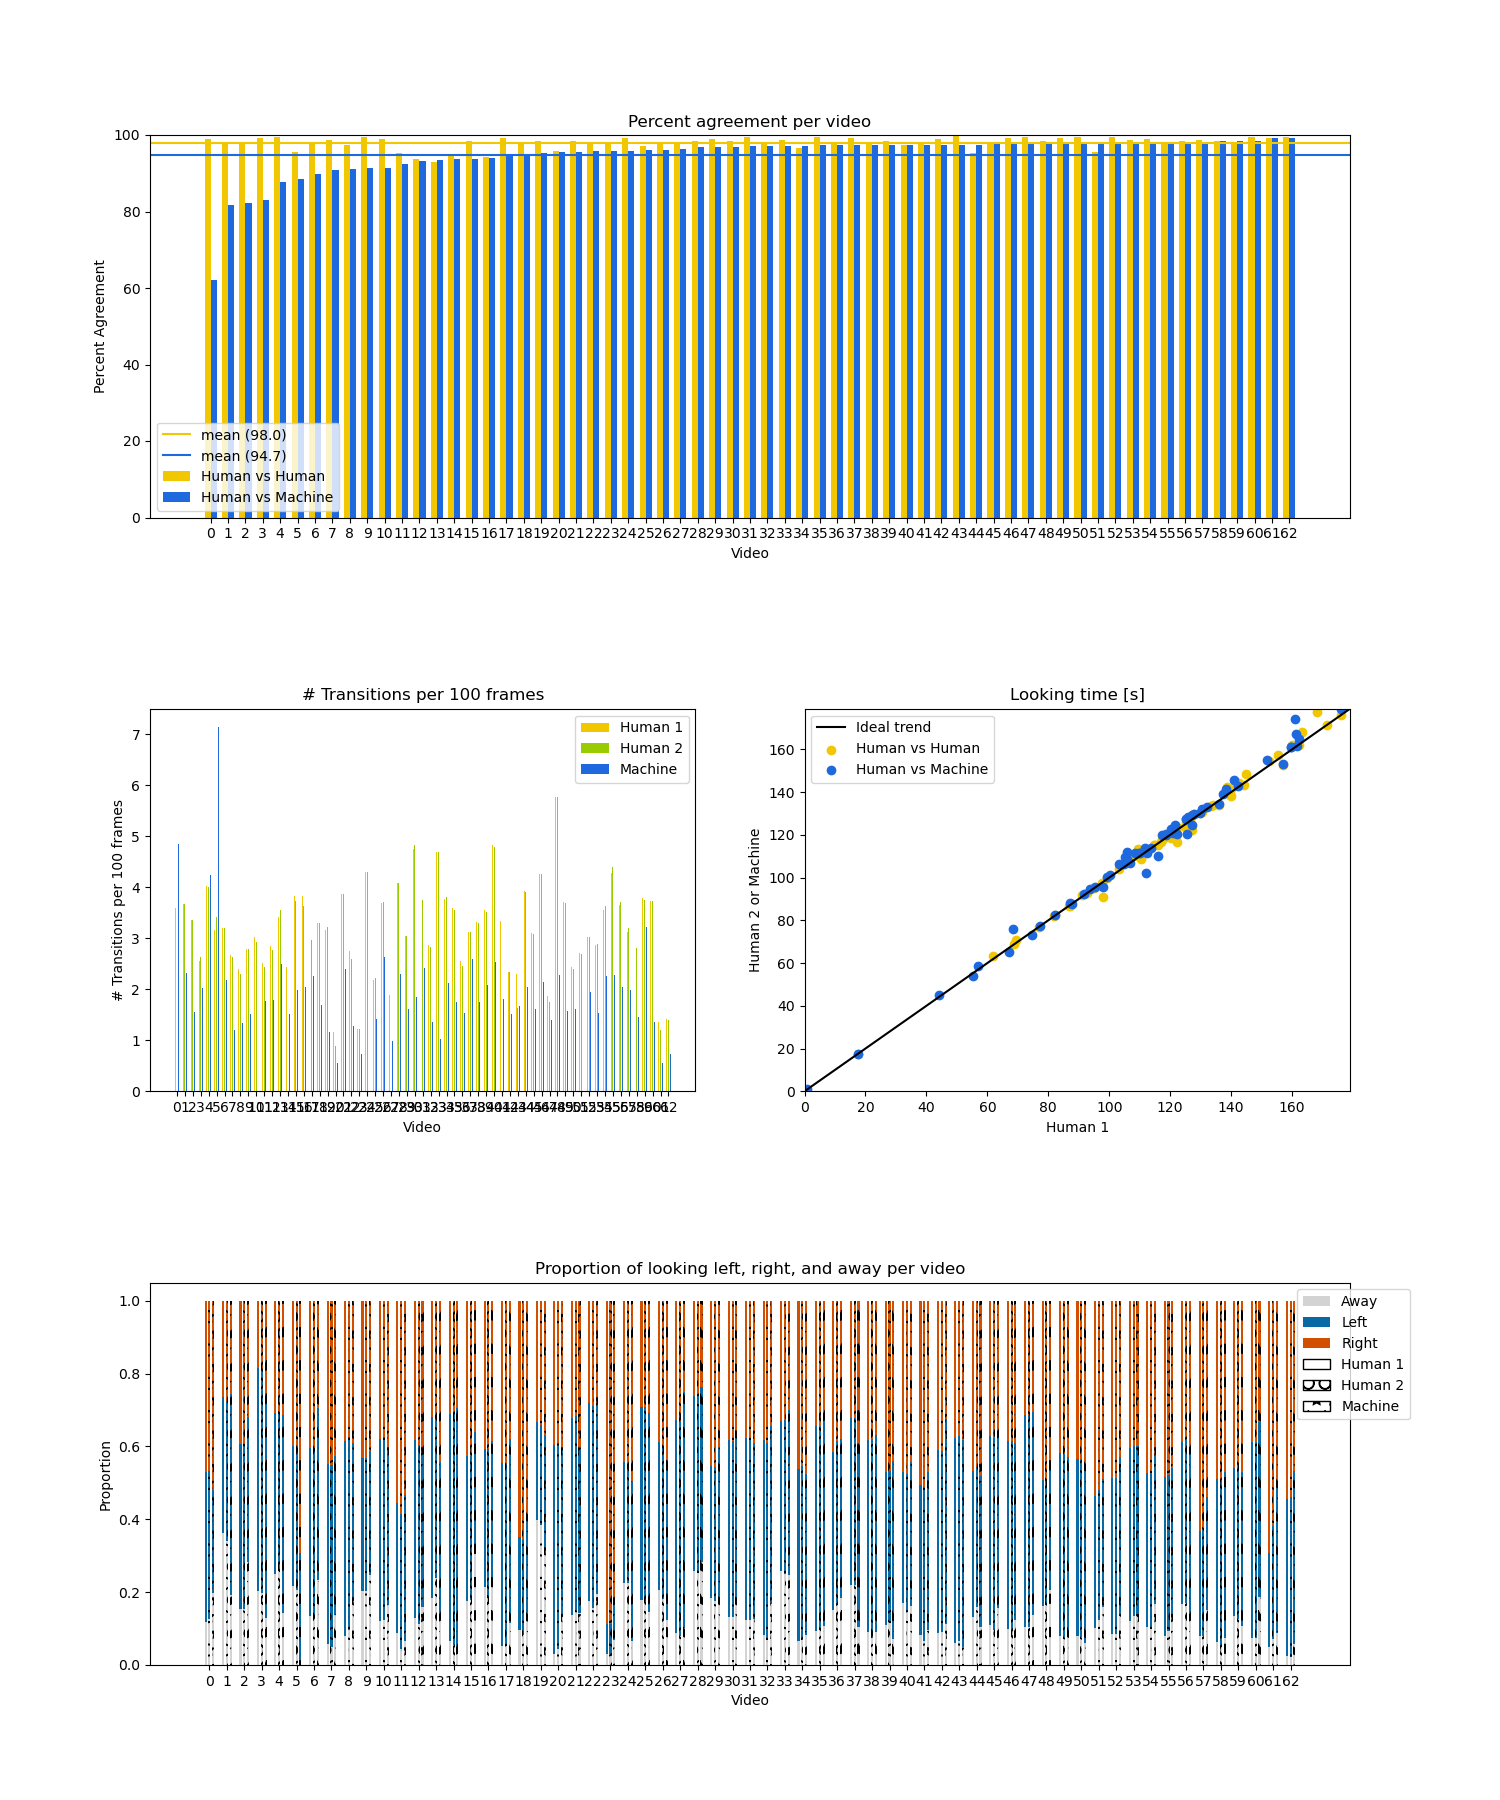 Percent agreement per video
100
80
60
40
20
0
Percent Agreement
mean (98.0)
mean (94.7)
Human vs Human
Human vs Machine
0 1 2 3 4 5 6 7 8 9 10 11 12 13 14 15 16 17 18 19 20 21 22 23 24 25 26 27 28 29 30 31 32 33 34 35 36 37 38 39 40 41 42 43 44 45 46 47 48 49 50 51 52 53 54 55 56 57 58 59 60 61 62
Video
# Transitions per 100 frames
7
6
5
4
3
2
1
0
# Transitions per 100 frames
Human 1
Human 2
Machine
0 1 2 3 4 5 6 7 8 9
Video
Looking time [s]
160
140
120
100
80
60
40
20
0
Human 2 or Machine
Ideal trend
Human vs Human
Human vs Machine
0 20 40 60 80 100 120 140 160
Human 1
Proportion of looking left, right, and away per video
1.0
0.8
0.6
0.4
0.2
0.0
Proportion
Away
Left
Right
Human 1
Human 2
Machine
0 1 2 3 4 5 6 7 8 9 10 11 12 13 14 15 16 17 18 19 20 21 22 23 24 25 26 27 28 29 30 31 32 33 34 35 36 37 38 39 40 41 42 43 44 45 46 47 48 49 50 51 52 53 54 55 56 57 58 59 60 61 62
Video